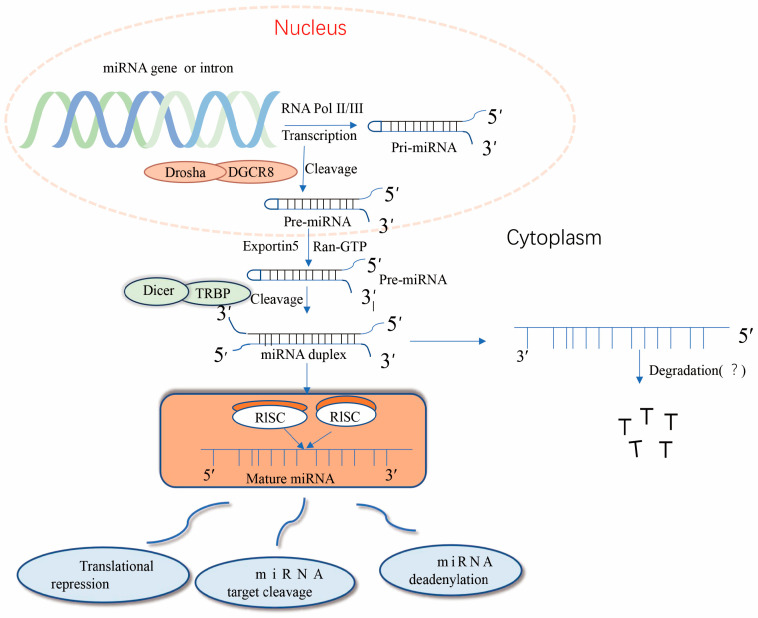 Nucleus
miRNA gene or intron
RNA Pol II/III
Transcription
5′
Pri-miRNA
3′
Drosha
DGCR8
Cleavage
5′
Pre-miRNA
3′
Cytoplasm
Exportin5
Ran-GTP
5′
Pre-miRNA
3′
Dicer
TRBP
Cleavage
3′
5′
5′
miRNA duplex
3′
3′
5′
Degradation( ? )
T T T
T T
RlSC
RlSC
5′
Mature miRNA
3′
Translational
repression
m i R N A
target cleavage
m i R N A
deadenylation